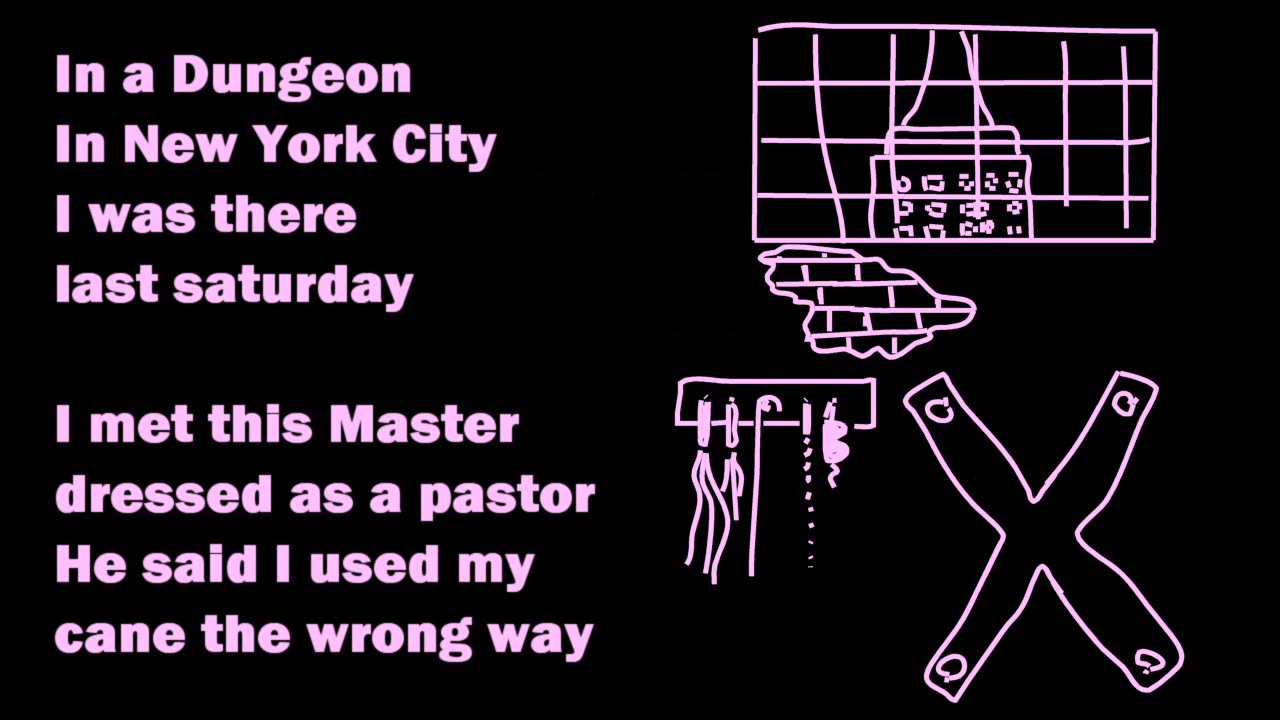 In a Dungeon
In New York City
I was there
last saturday
I met this Master
dressed as a pastor
He said I used my
cane the wrong way